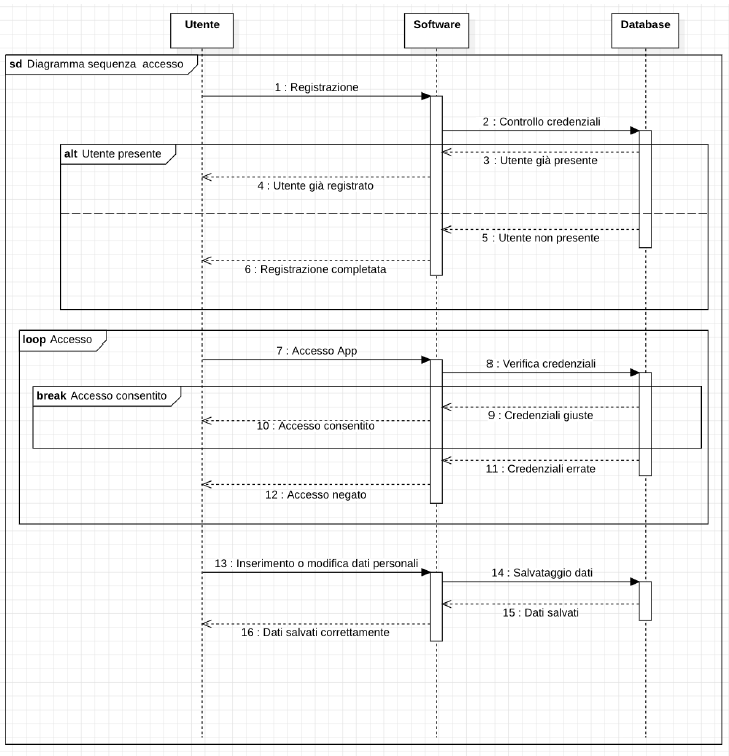 Utente
Software
Database
sd Diagramma sequenza accesso
1 : Registrazione
2 : Controllo credenziali
alt Utente presente
3 : Utente già presente
4 : Utente già registrato
5 : Utente non presente
6 : Registrazione completata
loop Accesso
7 : Accesso App
8 : Verifica credenziali
break Accesso consentito
9 : Credenziali giuste
10 : Accesso consentito
11 : Credenziali errate
12 : Accesso negato
13 : Inserimento o modifica dati personali
14 : Salvataggio dati
15 : Dati salvati
16 : Dati salvati correttamente